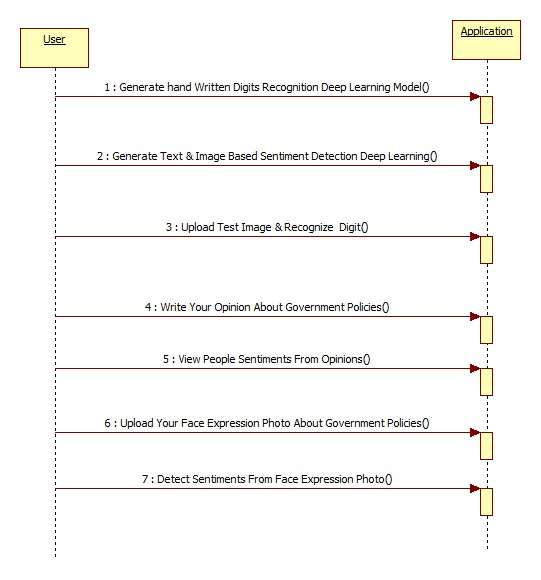 User
Application
1 : Generate hand Written Digits Recognition Deep Learning Model()
2 : Generate Text & Image Based Sentiment Detection Deep Learning()
3 : Upload Test Image & Recognize  Digit()
4 : Write Your Opinion About Government Policies()
5 : View People Sentiments From Opinions()
6 : Upload Your Face Expression Photo About Government Policies()
7 : Detect Sentiments From Face Expression Photo()